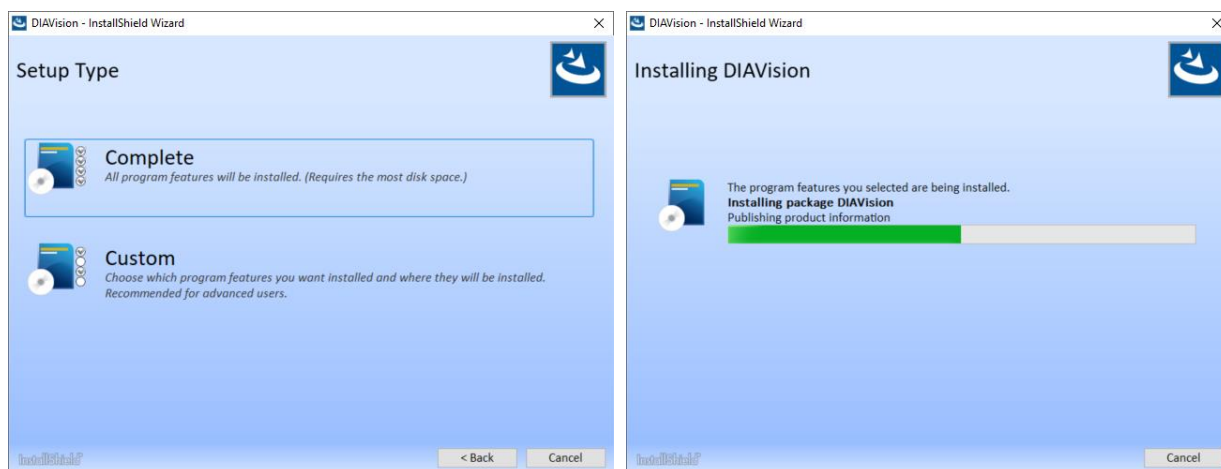 DIAVision - InstallShield Wizard
Setup Type
Complete
All program features will be installed. (Requires the most disk space.)
Custom
Choose which program features you want installed and where they will be installed.
Recommended for advanced users.
InstallShield
< Back
Cancel
DIAVision - InstallShield Wizard
Installing DIAVision
The program features you selected are being installed.
Installing package DIAVision
Publishing product information
InstallShield
Cancel